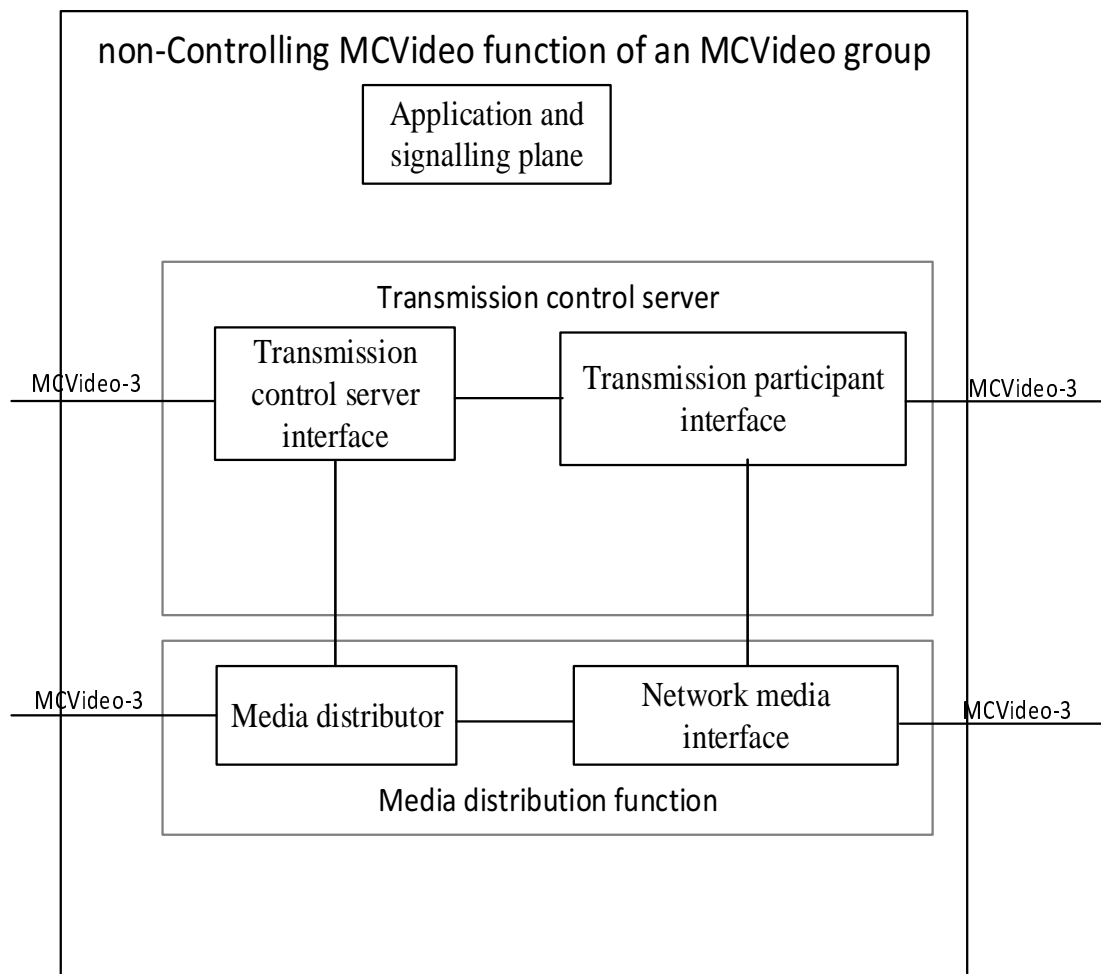 non-Controlling MCVideo function of an MCVideo group
Application and
signalling plane
Transmission control server
Transmission
control server
interface
Transmission participant
interface
MCVideo-3
MCVideo-3
Media distributor
Network media
interface
MCVideo-3
MCVideo-3
Media distribution function